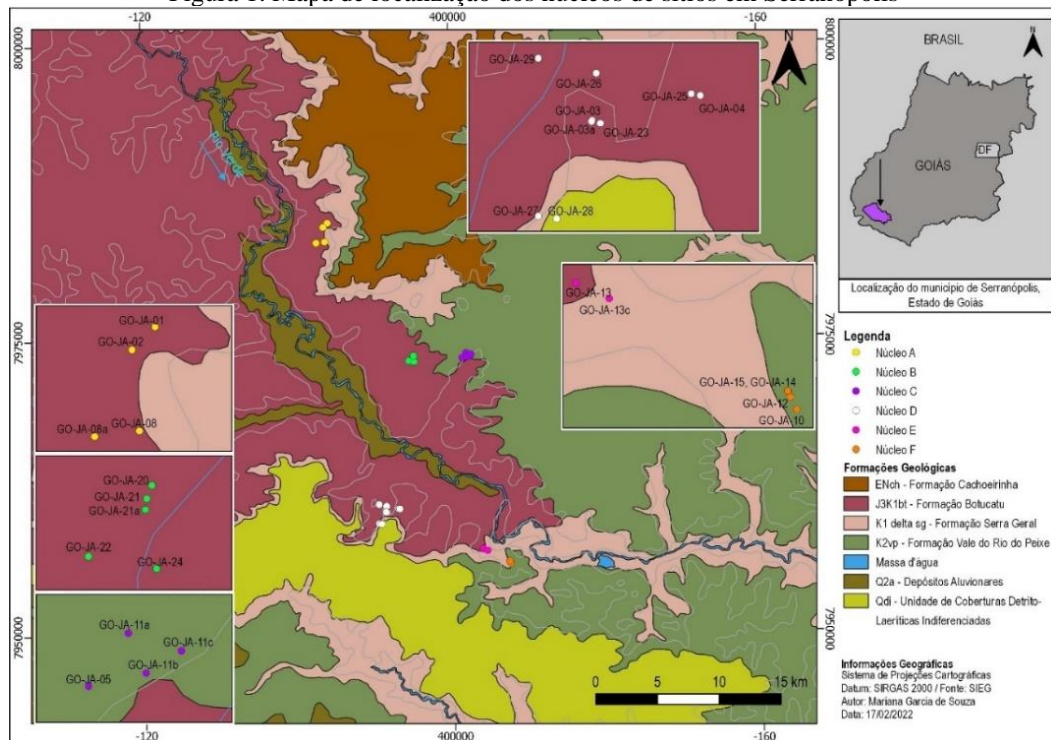 Figura 1: Mapa de localização dos núcleos de sítios em Serranópolis
-120
400000
-160
8000000
8000000
N
GO-JA-29
GO-JA-26
GO-JA-25
GO-JA-04
GO-JA-03
GO-JA-03a
GO-JA-23
GO-JA-27
GO-JA-28
Rio Verde
BRASIL
N
DF
GOIÁS
Localização do município de Serranópolis,
Estado de Goiás
GO-JA-13
GO-JA-13c
GO-JA-15, GO-JA-14
GO-JA-12
GO-JA-10
7975000
7975000
GO-JA-01
GO-JA-02
GO-JA-08
GO-JA-08a
GO-JA-20
GO-JA-21
GO-JA-21a
GO-JA-22
GO-JA-24
GO-JA-11a
GO-JA-11c
GO-JA-11b
GO-JA-05
7950000
7950000
Legenda
Núcleo A
Núcleo B
Núcleo C
Núcleo D
Núcleo E
Núcleo F
Formações Geológicas
ENch - Formação Cachoeirinha
J3K1bt - Formação Botucatu
K1 delta sg - Formação Serra Geral
K2vp - Formação Vale do Rio do Peixe
Massa d'água
Q2a - Depósitos Aluvionares
Qdi - Unidade de Coberturas Detrito-
Laeríticas Indiferenciadas
Informações Geográficas
Sistema de Projeções Cartográficas
Datum: SIRGAS 2000 / Fonte: SIEG
Autor: Mariana Garcia de Souza
Data: 17/02/2022
0 5 10 15 km
-120
400000
-160